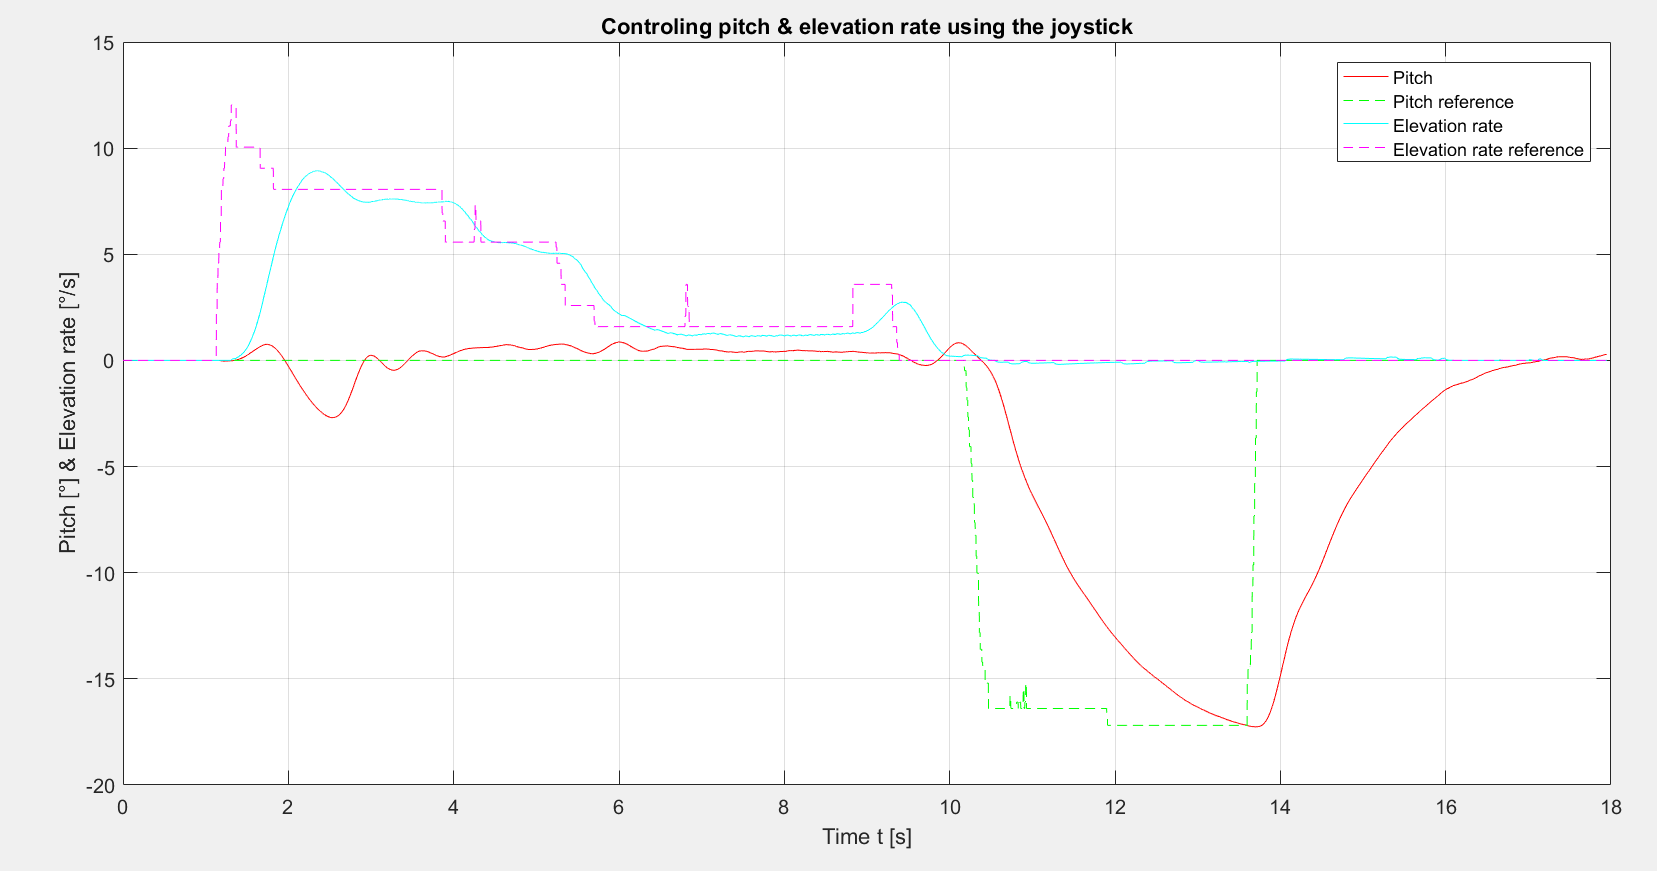 Controling pitch & elevation rate using the joystick
Pitch
Pitch reference
Elevation rate
Elevation rate reference
15
10
5
0
-5
-10
-15
-20
Pitch [°] & Elevation rate [°/s]
0 2 4 6 8 10 12 14 16 18
Time t [s]